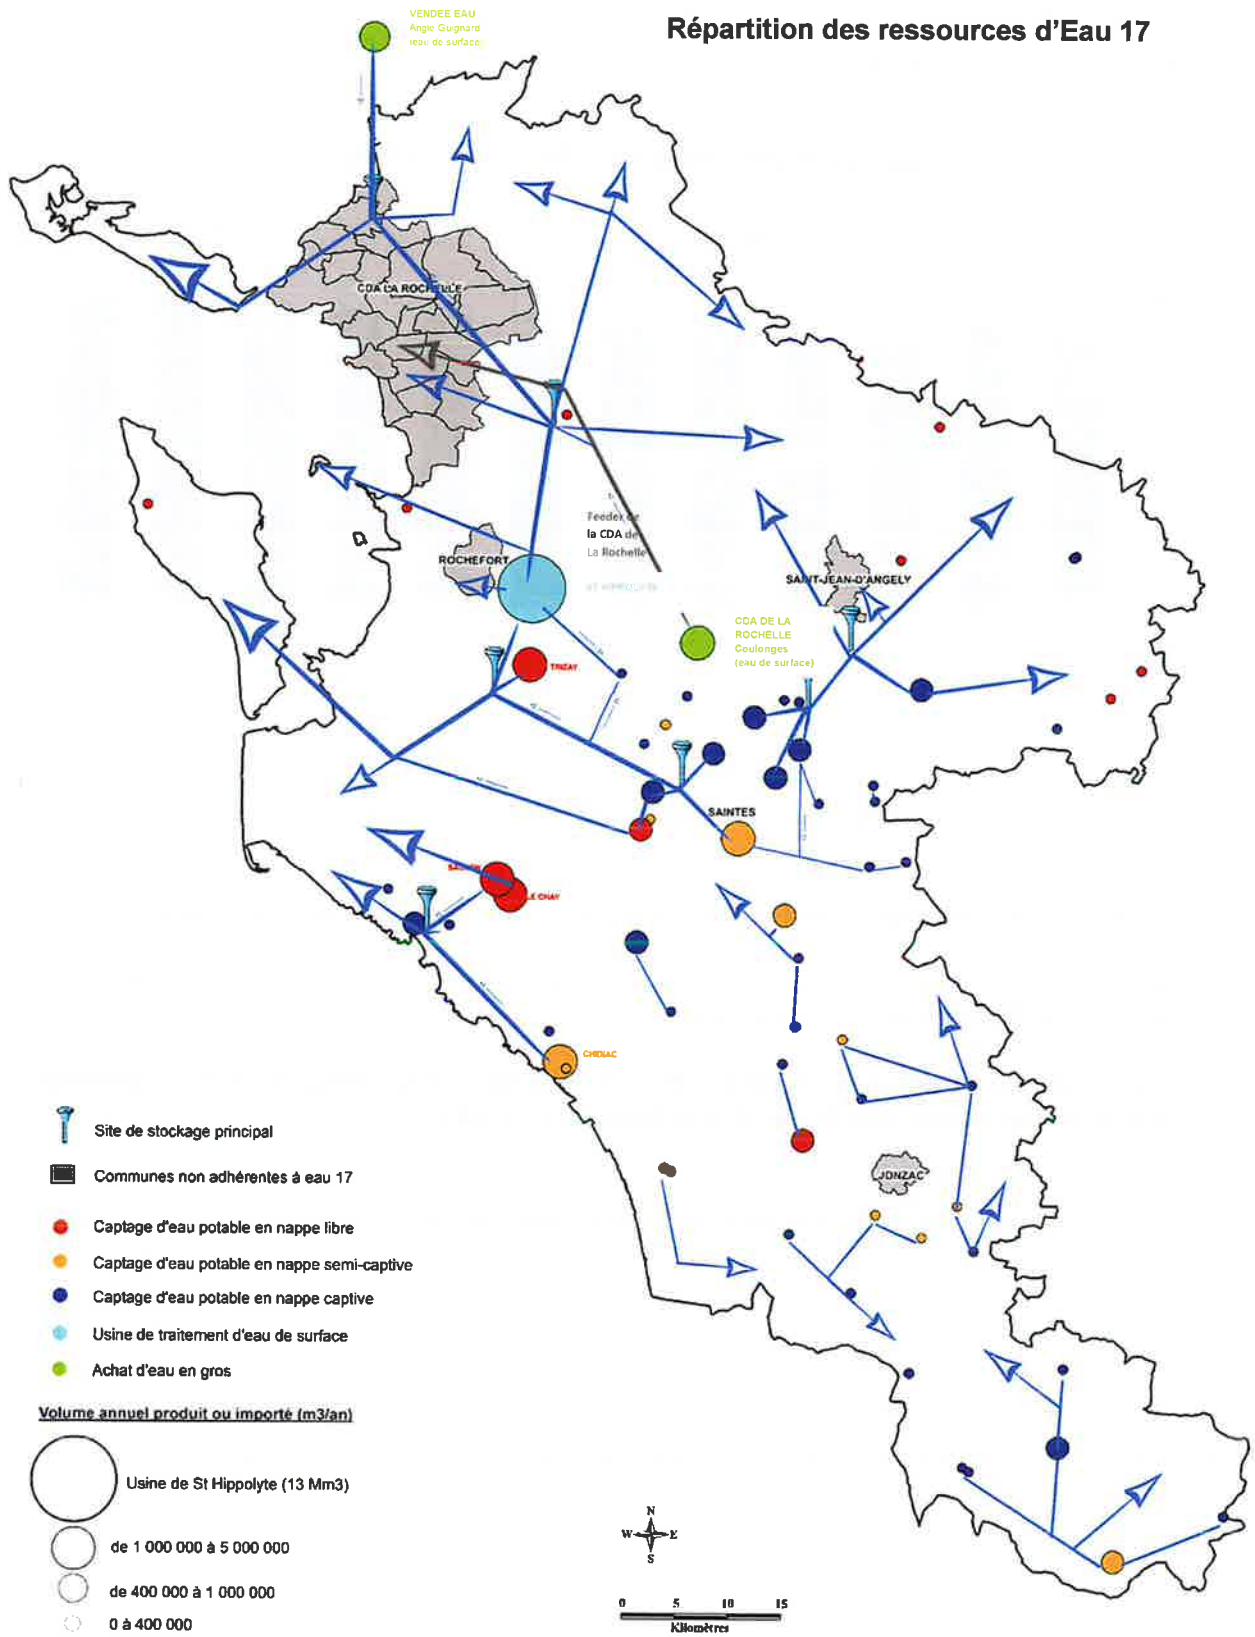 Répartition des ressources d'Eau 17
VENDEE EAU
Angle Guignard
(eau de surface)
CDA LA ROCHELLE
Feeder de
la CDA de
La Rochelle
ROCHEFORT
ST HIPPOLYTE
SAINT-JEAN-D'ANGELY
CDA DE LA
ROCHELLE
Coulonges
(eau de surface)
TRIZAY
SAINTES
LE CHAY
CHENAC
JONZAC
Site de stockage principal
Communes non adhérentes à eau 17
Captage d'eau potable en nappe libre
Captage d'eau potable en nappe semi-captive
Captage d'eau potable en nappe captive
Usine de traitement d'eau de surface
Achat d'eau en gros
Volume annuel produit ou importé (m3/an)
Usine de St Hippolyte (13 Mm3)
de 1 000 000 à 5 000 000
de 400 000 à 1 000 000
0 à 400 000
N
W E
S
0 5 10 15
Kilomètres